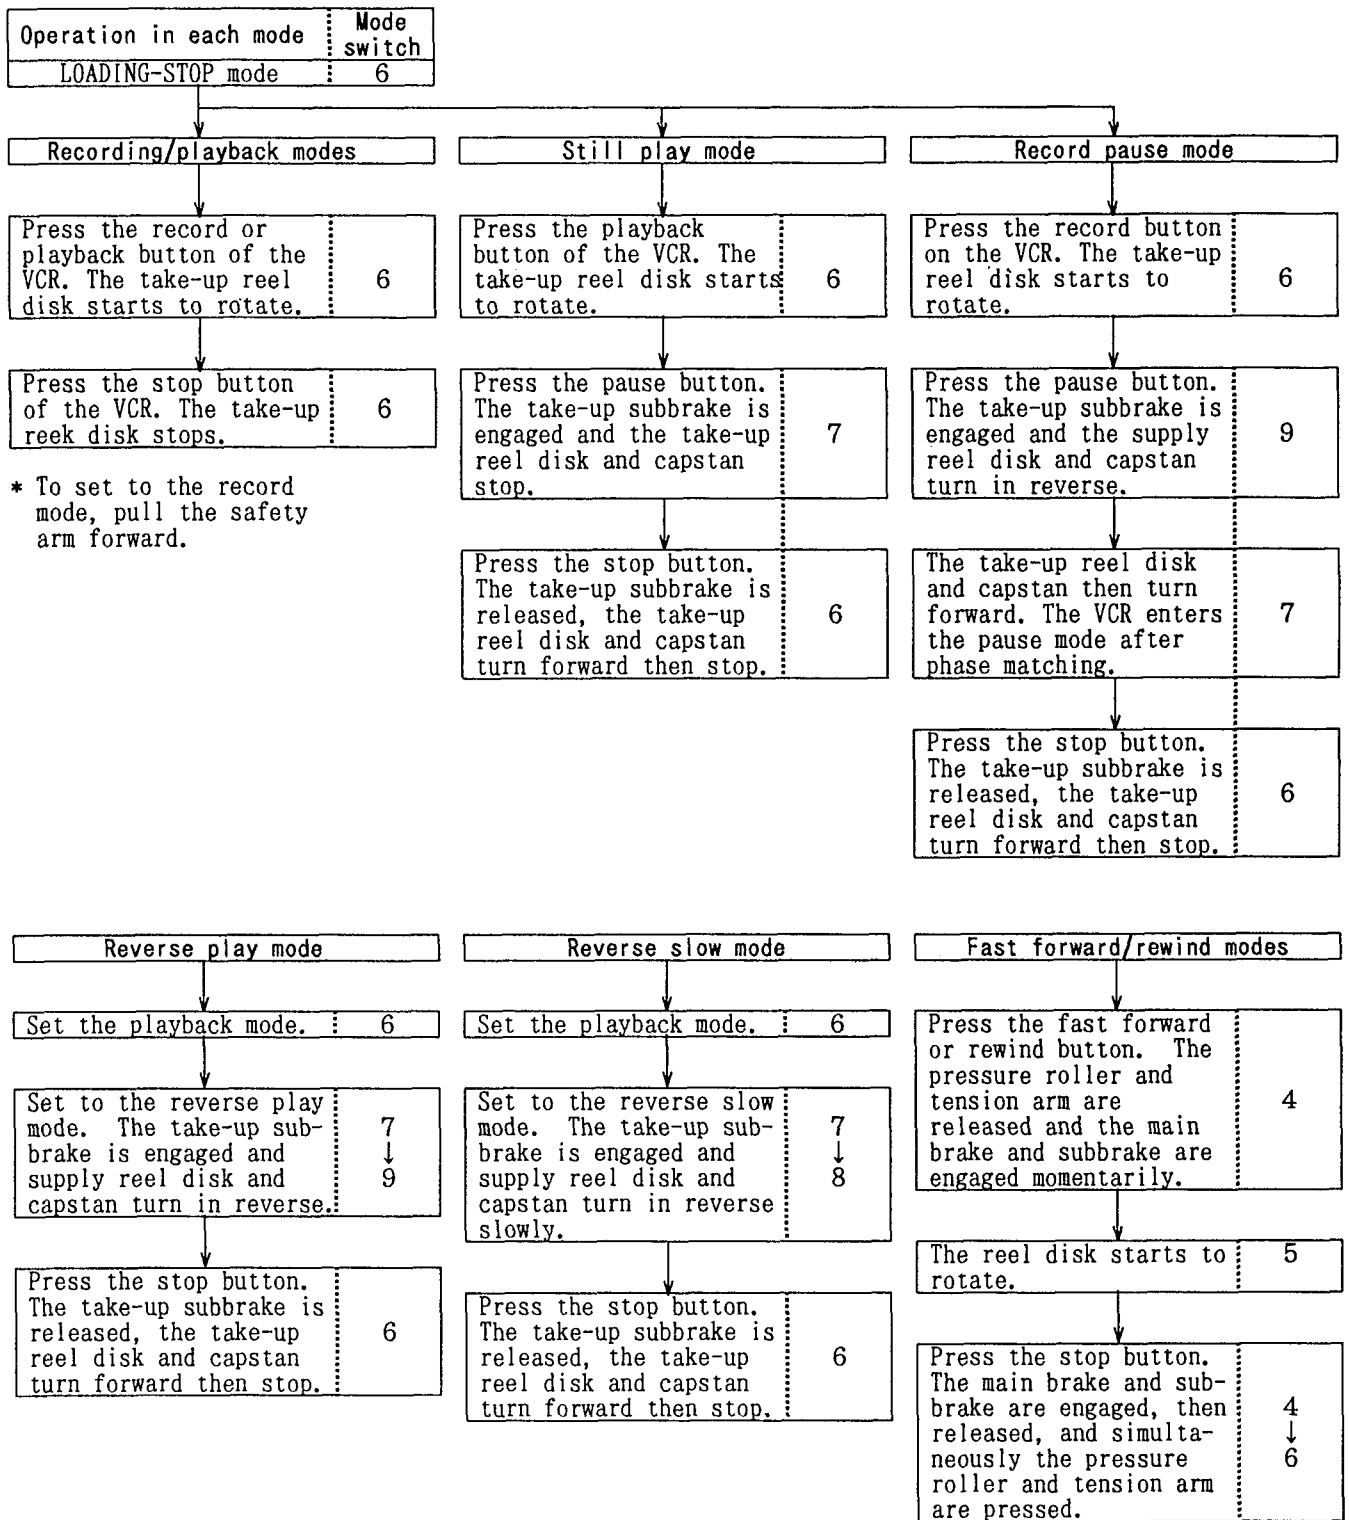 Operation in each mode
Mode
switch
LOADING-STOP mode
6
Recording/playback modes
Press the record or
playback button of the
VCR. The take-up reel
disk starts to rotate.
6
Press the stop button
of the VCR. The take-up
reek disk stops.
6
* To set to the record
mode, pull the safety
arm forward.
Still play mode
Press the playback
button of the VCR. The
take-up reel disk starts
to rotate.
6
Press the pause button.
The take-up subbrake is
engaged and the take-up
reel disk and capstan
stop.
7
Press the stop button.
The take-up subbrake is
released, the take-up
reel disk and capstan
turn forward then stop.
6
Record pause mode
Press the record button
on the VCR. The take-up
reel disk starts to
rotate.
6
Press the pause button.
The take-up subbrake is
engaged and the supply
reel disk and capstan
turn in reverse.
9
The take-up reel disk
and capstan then turn
forward. The VCR enters
the pause mode after
phase matching.
7
Press the stop button.
The take-up subbrake is
released, the take-up
reel disk and capstan
turn forward then stop.
6
Reverse play mode
Set the playback mode.
6
Set to the reverse play
mode. The take-up sub-
brake is engaged and
supply reel disk and
capstan turn in reverse.
7
↓
9
Press the stop button.
The take-up subbrake is
released, the take-up
reel disk and capstan
turn forward then stop.
6
Reverse slow mode
Set the playback mode.
6
Set to the reverse slow
mode. The take-up sub-
brake is engaged and
supply reel disk and
capstan turn in reverse
slowly.
7
↓
8
Press the stop button.
The take-up subbrake is
released, the take-up
reel disk and capstan
turn forward then stop.
6
Fast forward/rewind modes
Press the fast forward
or rewind button. The
pressure roller and
tension arm are
released and the main
brake and subbrake are
engaged momentarily.
4
The reel disk starts to
rotate.
5
Press the stop button.
The main brake and sub-
brake are engaged, then
released, and simulta-
neously the pressure
roller and tension arm
are pressed.
4
↓
6